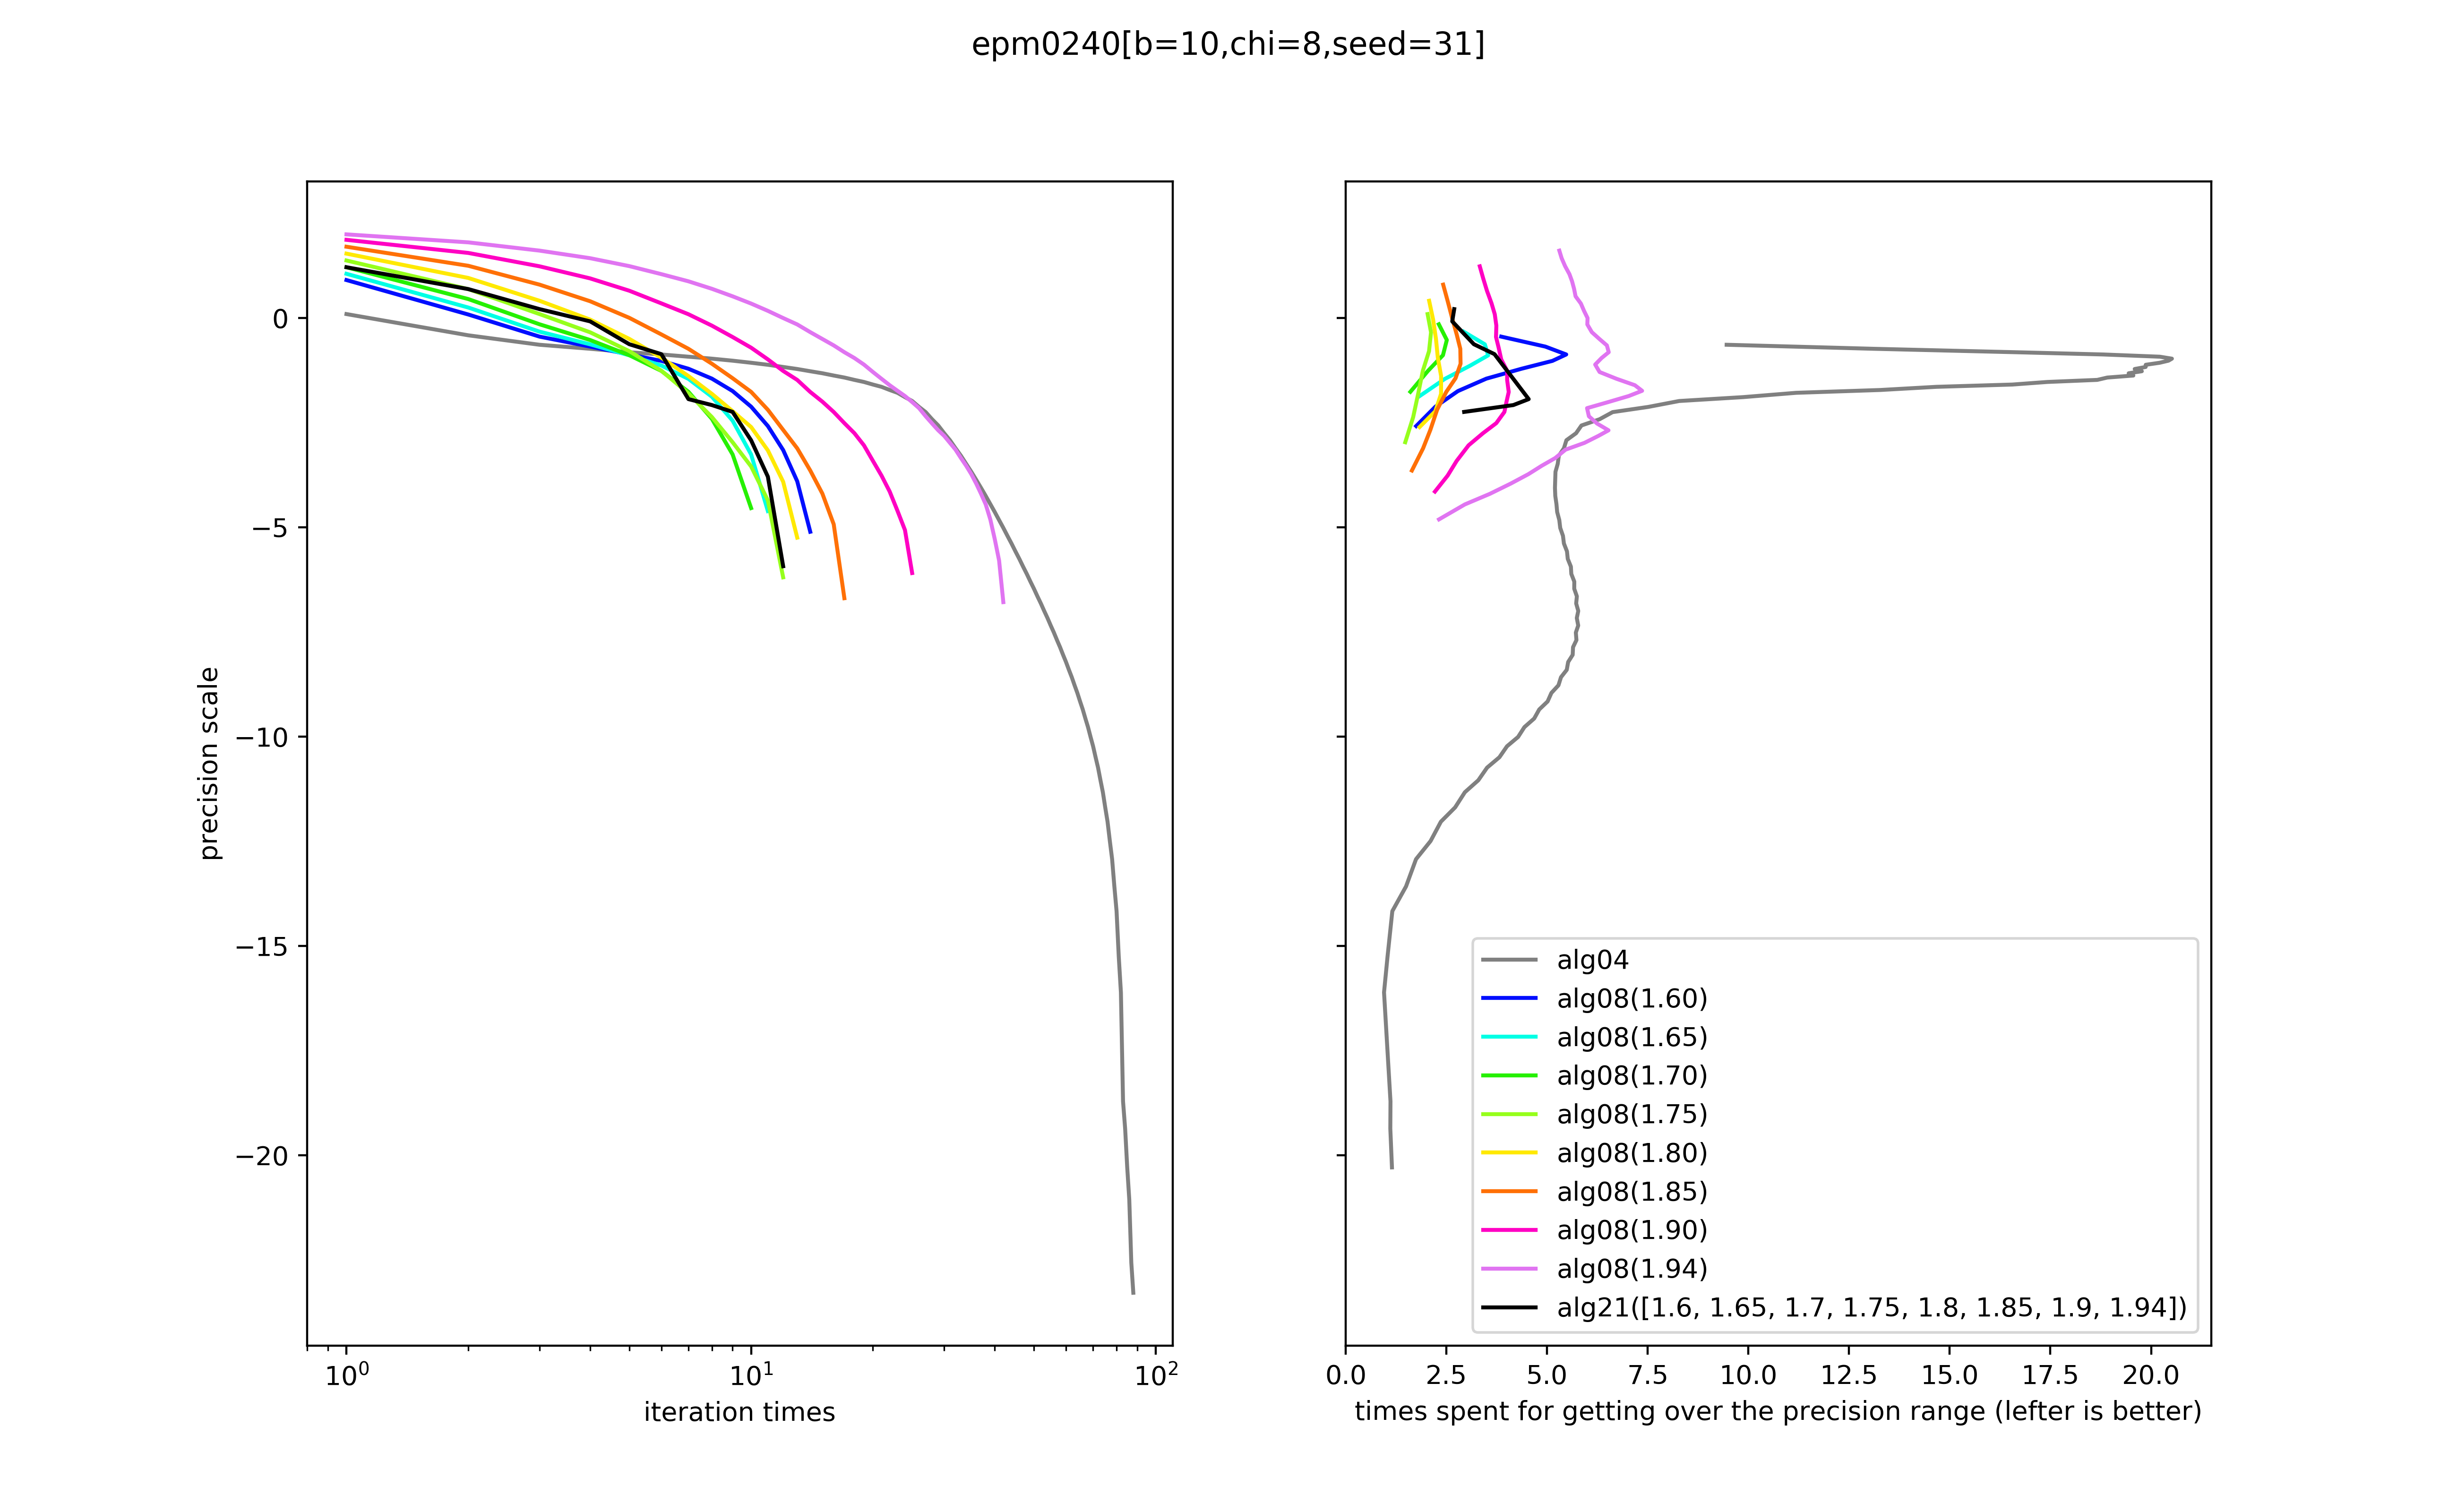 epm0240[b=10,chi=8,seed=31]
precision scale
0
−5
−10
−15
−20
10⁰
10¹
10²
iteration times
0.0
2.5
5.0
7.5
10.0
12.5
15.0
17.5
20.0
times spent for getting over the precision range (lefter is better)
alg04
alg08(1.60)
alg08(1.65)
alg08(1.70)
alg08(1.75)
alg08(1.80)
alg08(1.85)
alg08(1.90)
alg08(1.94)
alg21([1.6, 1.65, 1.7, 1.75, 1.8, 1.85, 1.9, 1.94])